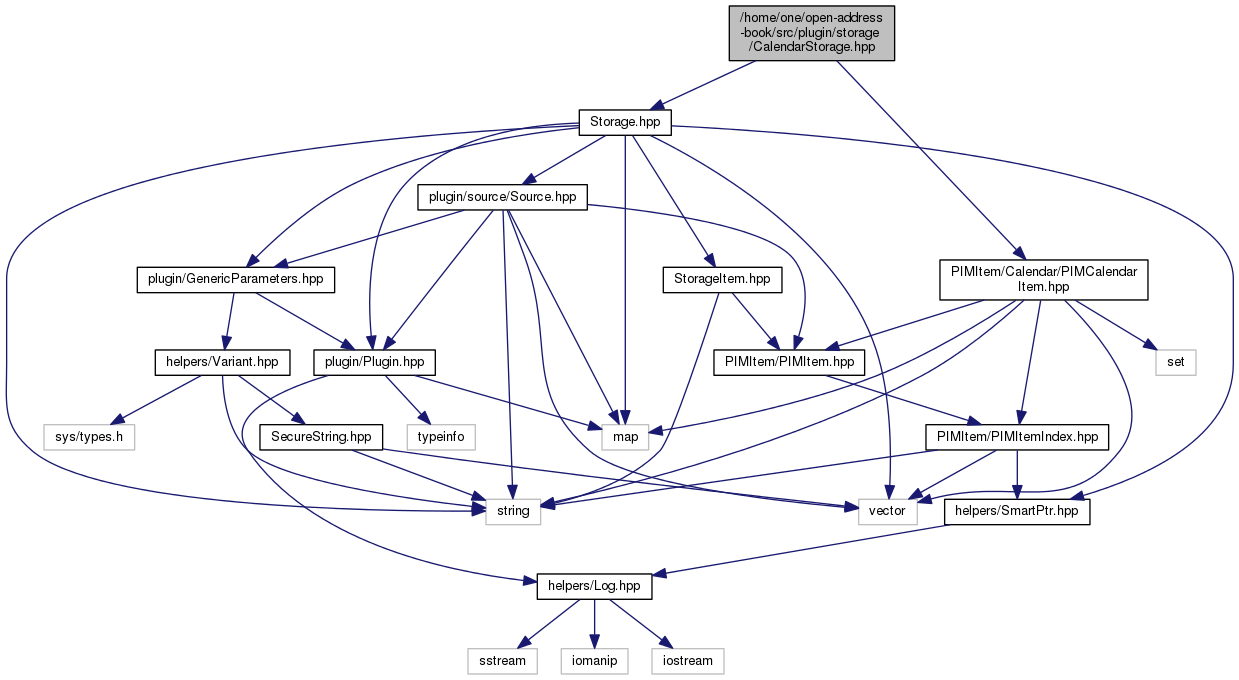 /home/one/open-address
-book/src/plugin/storage
/CalendarStorage.hpp
Storage.hpp
plugin/source/Source.hpp
plugin/GenericParameters.hpp
StorageItem.hpp
PIMItem/Calendar/PIMCalendar
Item.hpp
helpers/Variant.hpp
plugin/Plugin.hpp
PIMItem/PIMItem.hpp
set
sys/types.h
SecureString.hpp
typeinfo
map
PIMItem/PIMItemIndex.hpp
string
vector
helpers/SmartPtr.hpp
helpers/Log.hpp
sstream
iomanip
iostream